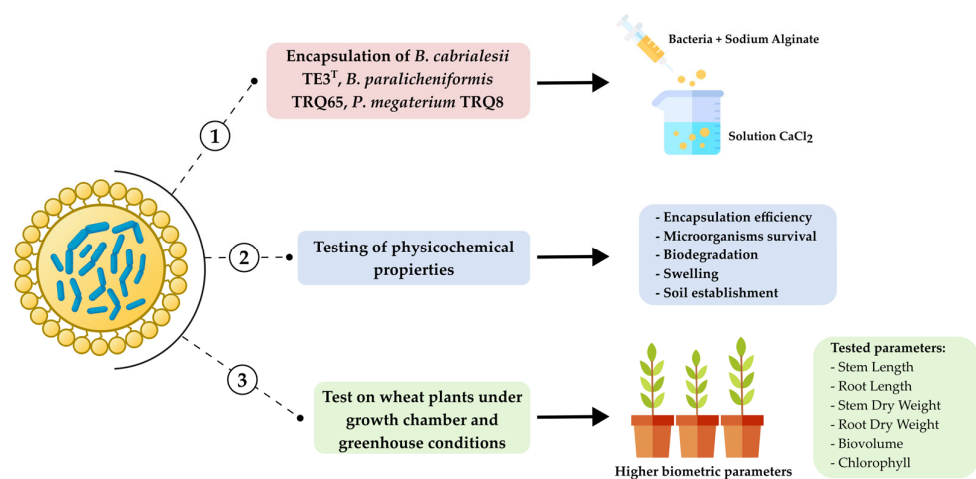 Encapsulation of B. cabrialesii
TE3ᵀ, B. paralicheniformis
TRQ65, P. megaterium TRQ8
Bacteria + Sodium Alginate
Solution CaCl₂
1
2
Testing of physicochemical
propierties
- Encapsulation efficiency
- Microorganisms survival
- Biodegradation
- Swelling
- Soil establishment
3
Test on wheat plants under
growth chamber and
greenhouse conditions
Higher biometric parameters
Tested parameters:
- Stem Length
- Root Length
- Stem Dry Weight
- Root Dry Weight
- Biovolume
- Chlorophyll